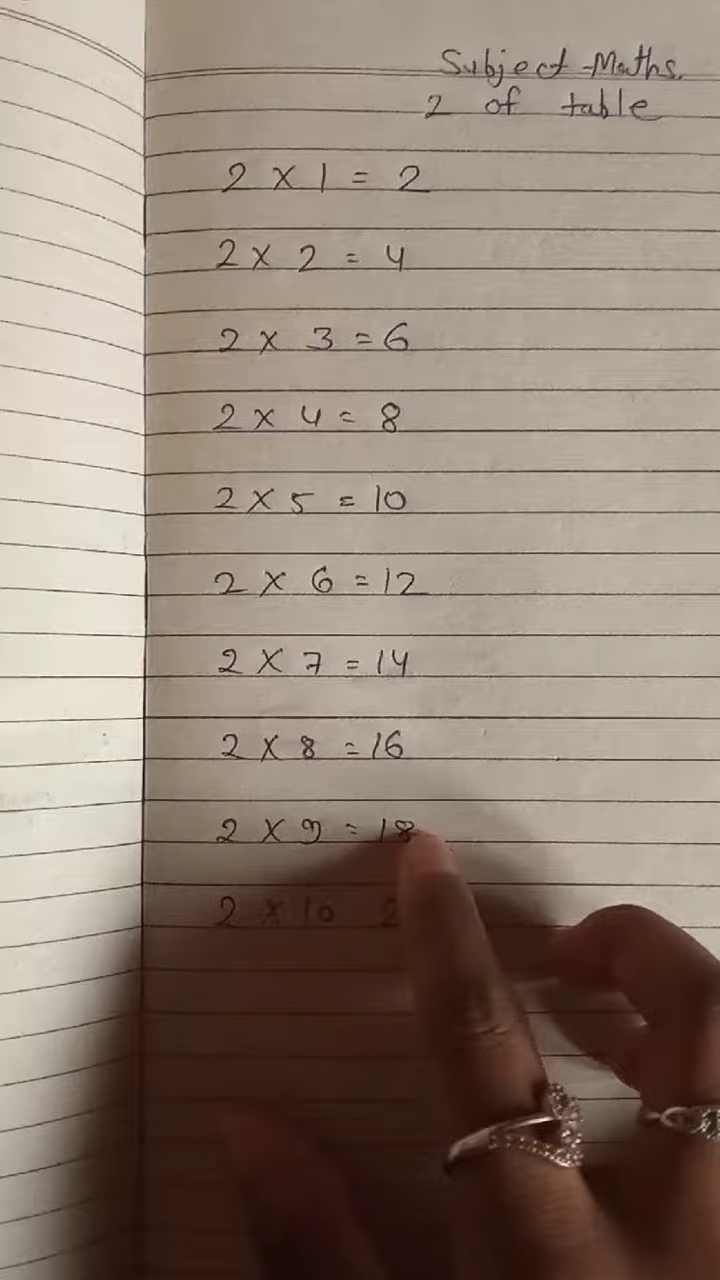 Subject-Maths.
2 of table
2 x 1 = 2
2 x 2 = 4
2 x 3 = 6
2 x 4 = 8
2 x 5 = 10
2 x 6 = 12
2 x 7 = 14
2 x 8 = 16
2 x 9 = 18
2 x 10 2